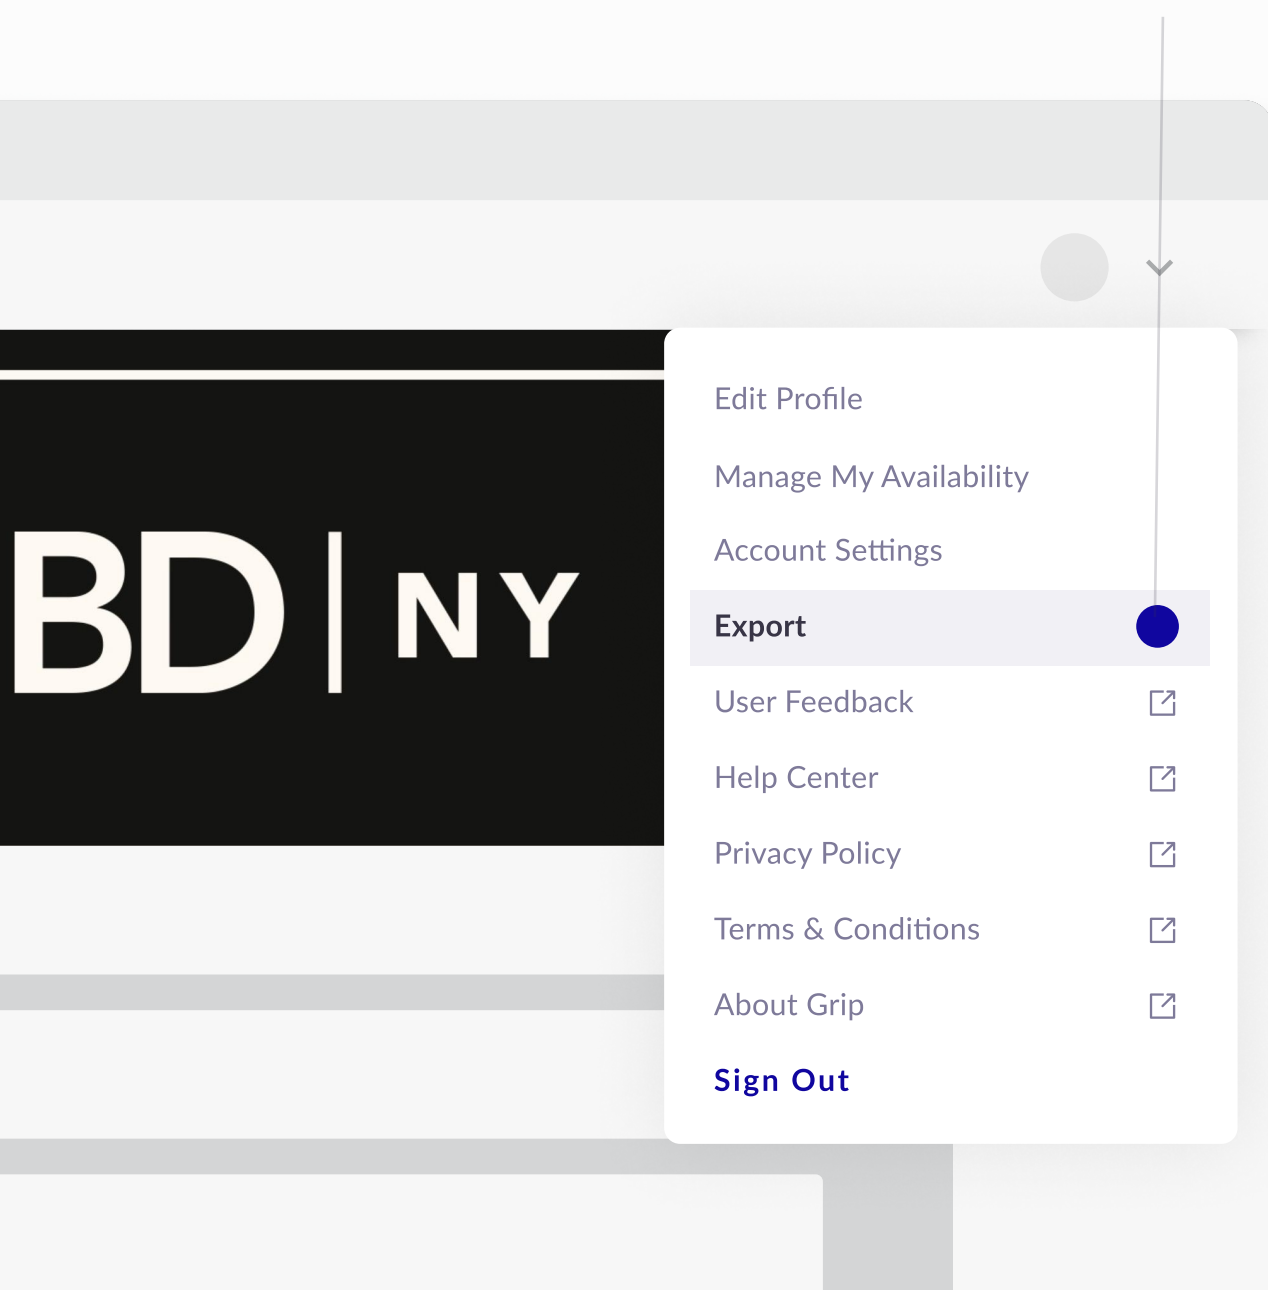 BD | NY
Edit Profile
Manage My Availability
Account Settings
Export
User Feedback
Help Center
Privacy Policy
Terms & Conditions
About Grip
Sign Out